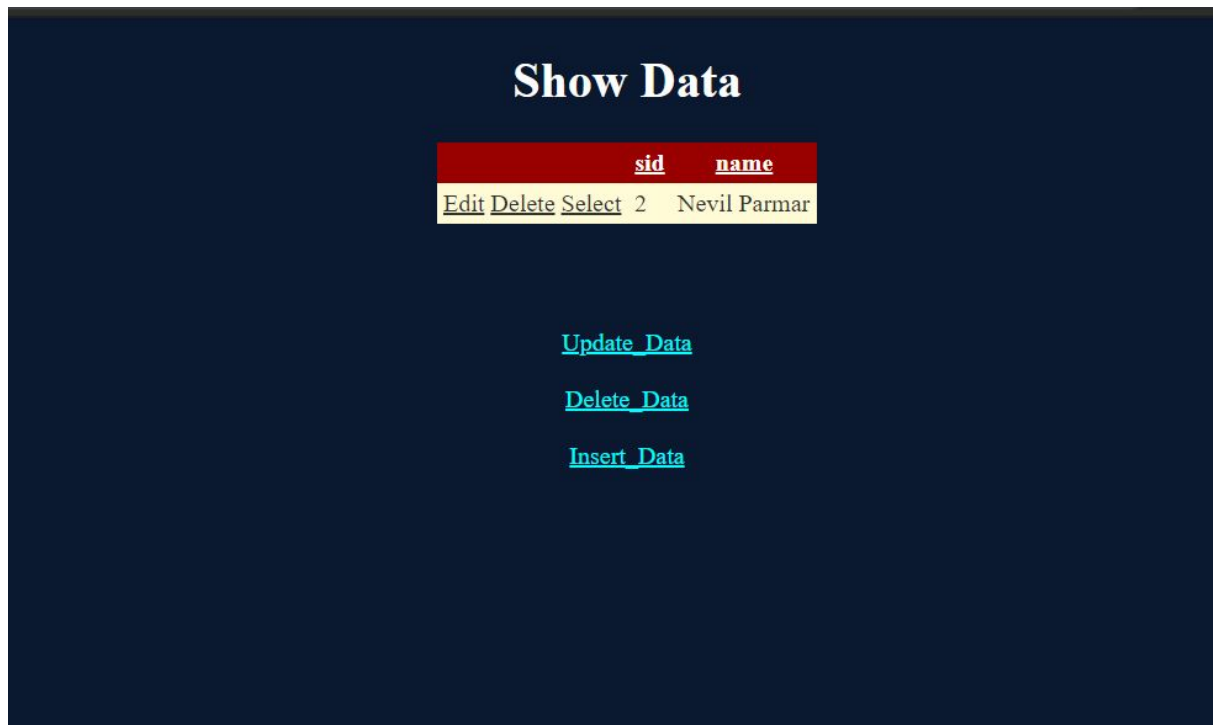 Show Data
sid name
Edit Delete Select 2 Nevil Parmar
Update_Data
Delete_Data
Insert_Data